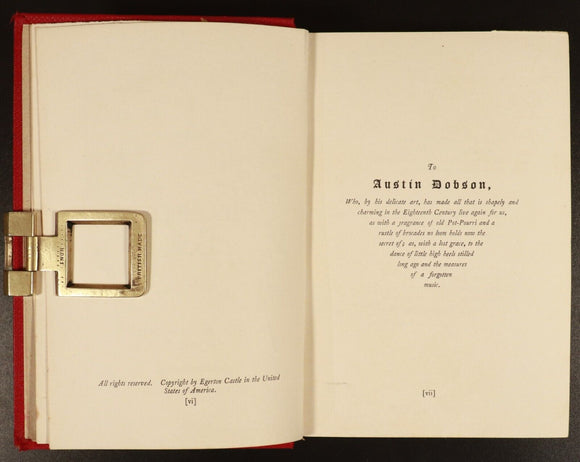 INCH
BRITISH MADE
All rights reserved. Copyright by Egerton Castle in the United
States of America.
[vi]
To
Austin Dobson,
Who, by his delicate art, has made all that is shapely and
charming in the Eighteenth Century live again for us,
as with a fragrance of old Pot-Pourri and a
rustle of brocades no loom holds now the
secret of; as, with a lost grace, to the
dance of little high heels stilled
long ago and the measures
of a forgotten
music.
[vii]